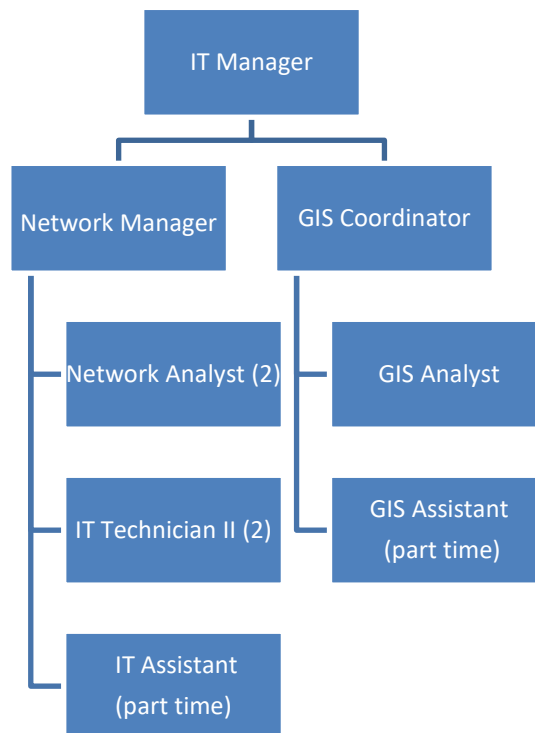 IT Manager
Network Manager
GIS Coordinator
Network Analyst (2)
GIS Analyst
IT Technician II (2)
GIS Assistant
(part time)
IT Assistant
(part time)